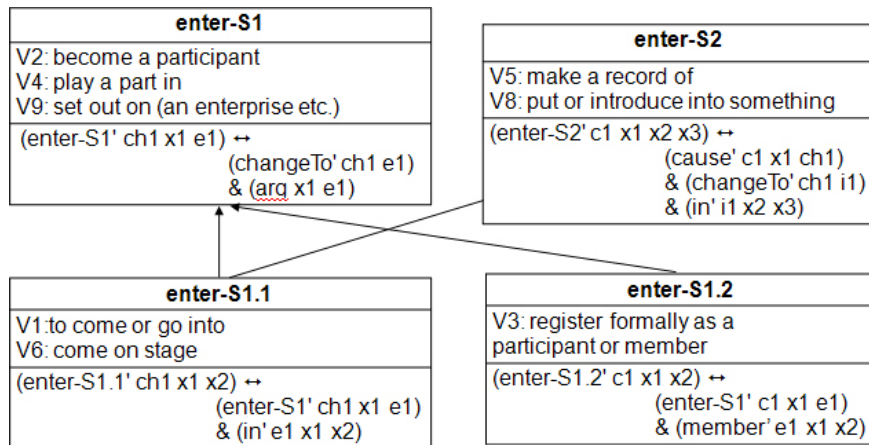 enter-S1
V2: become a participant
V4: play a part in
V9: set out on (an enterprise etc.)
(enter-S1' ch1 x1 e1) ↔
(changeTo' ch1 e1)
& (arg x1 e1)
enter-S2
V5: make a record of
V8: put or introduce into something
(enter-S2' c1 x1 x2 x3) ↔
(cause' c1 x1 ch1)
& (changeTo' ch1 i1)
& (in' i1 x2 x3)
enter-S1.1
V1:to come or go into
V6: come on stage
(enter-S1.1' ch1 x1 x2) ↔
(enter-S1' ch1 x1 e1)
& (in' e1 x1 x2)
enter-S1.2
V3: register formally as a
participant or member
(enter-S1.2' c1 x1 x2) ↔
(enter-S1' c1 x1 e1)
& (member’ e1 x1 x2)